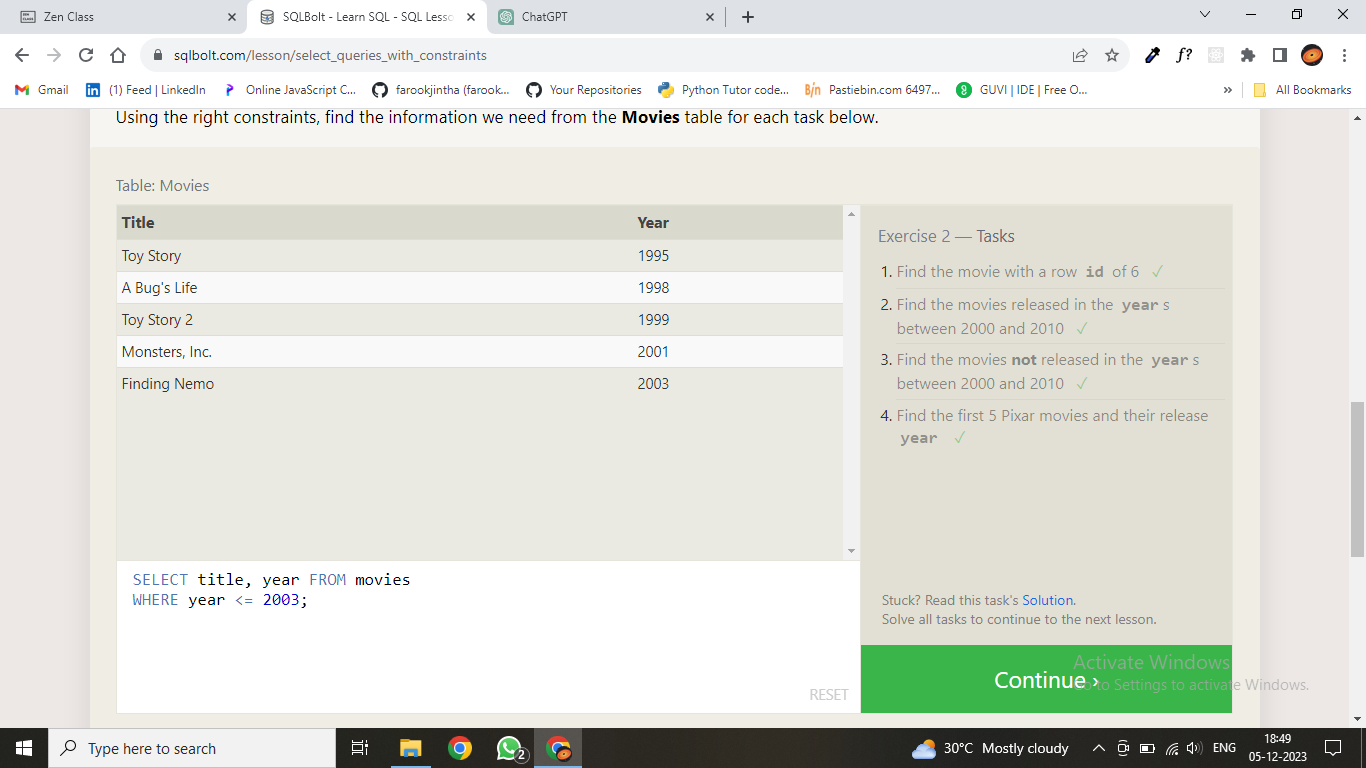 Zen Class
SQLBolt - Learn SQL - SQL Lesso
ChatGPT
sqlbolt.com/lesson/select_queries_with_constraints
f?
Gmail
(1) Feed | LinkedIn
Online JavaScript C...
farookjintha (farook...
Your Repositories
Python Tutor code...
Pastiebin.com 6497...
GUVI | IDE | Free O...
»
All Bookmarks
Using the right constraints, find the information we need from the Movies table for each task below.
Table: Movies
Title Year
Toy Story 1995
A Bug's Life 1998
Toy Story 2 1999
Monsters, Inc. 2001
Finding Nemo 2003
Exercise 2 — Tasks
1. Find the movie with a row id of 6 ✓
2. Find the movies released in the year s
between 2000 and 2010 ✓
3. Find the movies not released in the year s
between 2000 and 2010 ✓
4. Find the first 5 Pixar movies and their release
year ✓
SELECT title, year FROM movies
WHERE year <= 2003;
RESET
Stuck? Read this task's Solution.
Solve all tasks to continue to the next lesson.
Continue ›
Activate Windows
Go to Settings to activate Windows.
Type here to search
2
30°C Mostly cloudy
ENG
18:49
05-12-2023